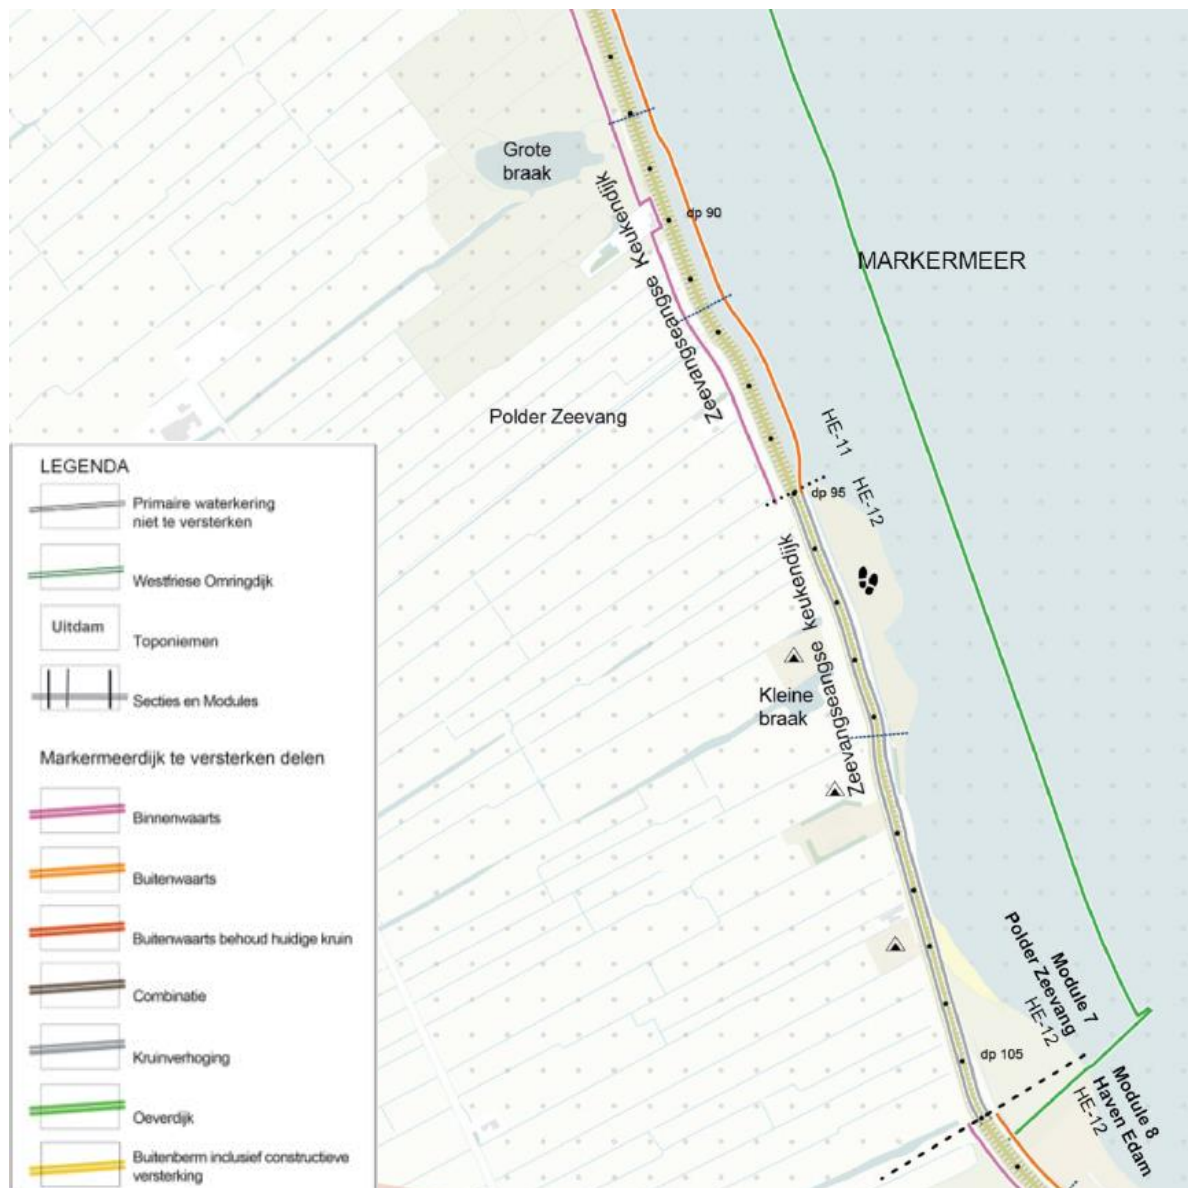 Grote
braak
Zeevangseangse Keukendijk
dp 90
MARKERMEER
Polder Zeevang
HE-11
dp 95
HE-12
Zeevangseangse keukendijk
Kleine
braak
Module 7
Polder Zeevang
HE-12
dp 105
Module 8
Haven Edam
HE-12
LEGENDA
Primaire waterkering
niet te versterken
Westfriese Omringdijk
Uitdam
Toponiemen
Secties en Modules
Markermeerdijk te versterken delen
Binnenwaarts
Buitenwaarts
Buitenwaarts behoud huidige kruin
Combinatie
Kruinverhoging
Oeverdijk
Buitenberm inclusief constructieve
versterking